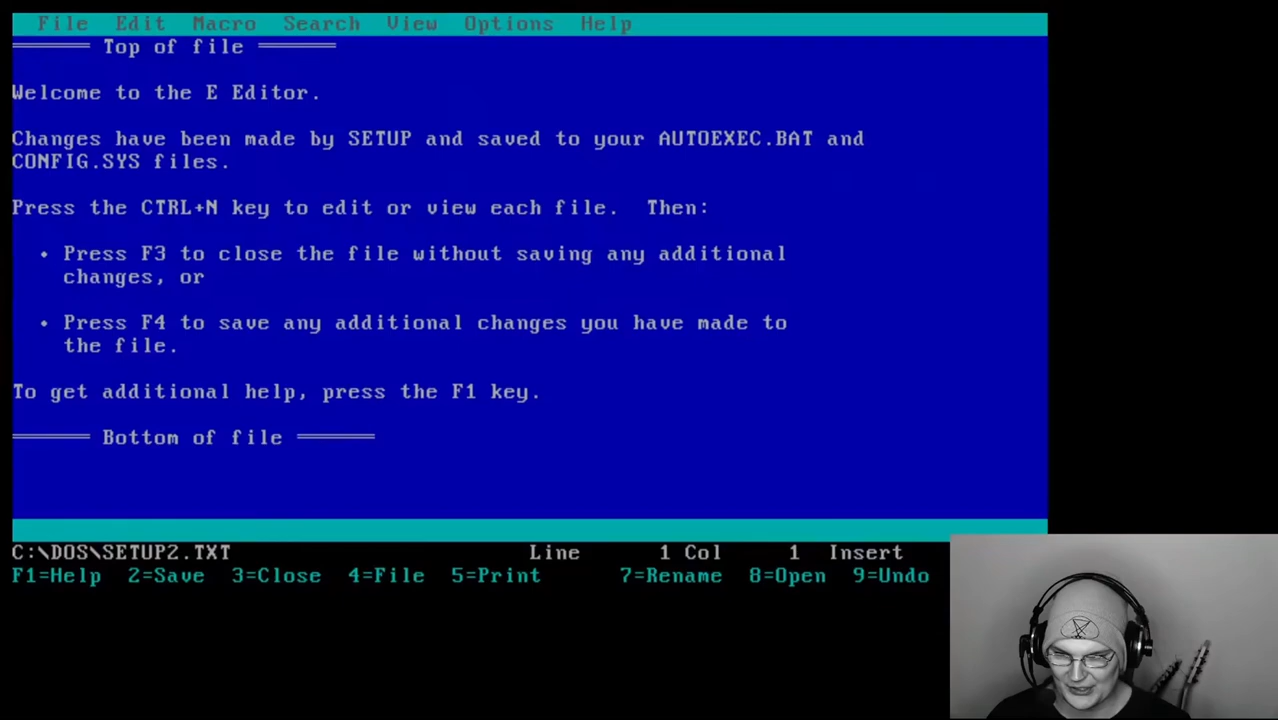 File Edit Macro Search View Options Help
Top of file
Welcome to the E Editor.
Changes have been made by SETUP and saved to your AUTOEXEC.BAT and
CONFIG.SYS files.
Press the CTRL+N key to edit or view each file. Then:
• Press F3 to close the file without saving any additional
changes, or
• Press F4 to save any additional changes you have made to
the file.
To get additional help, press the F1 key.
Bottom of file
C:\DOS\SETUP2.TXT Line 1 Col 1 Insert
F1=Help 2=Save 3=Close 4=File 5=Print 7=Rename 8=Open 9=Undo